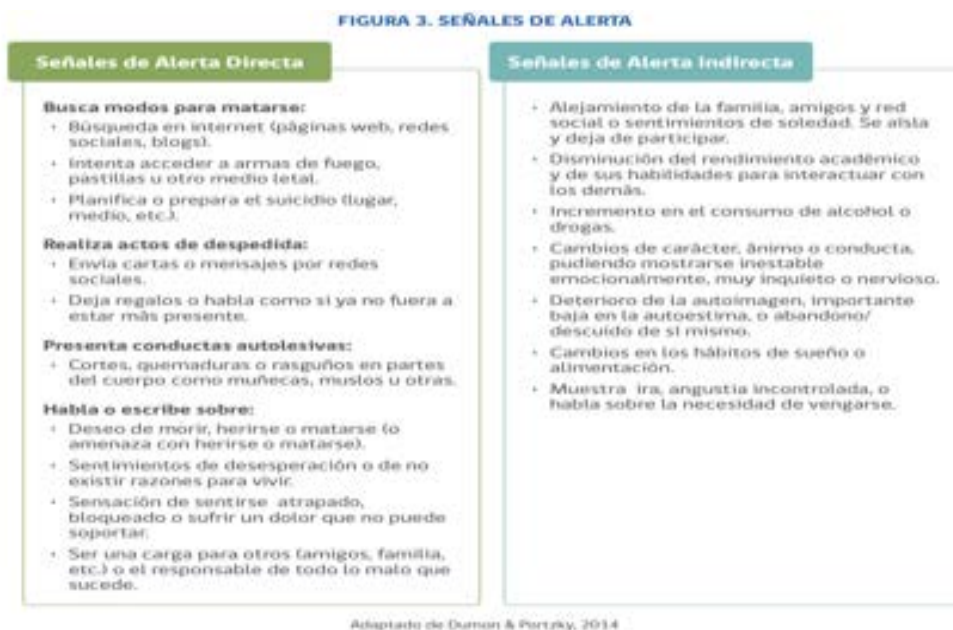 FIGURA 3. SEÑALES DE ALERTA
Señales de Alerta Directa
Busca modos para matarse:
• Búsqueda en internet (páginas web, redes
sociales, blogs).
• Intenta acceder a armas de fuego,
pastillas u otro medio letal.
• Planifica o prepara el suicidio (lugar,
medio, etc.).
Realiza actos de despedida:
• Envía cartas o mensajes por redes
sociales.
• Deja regalos o habla como si ya no fuera a
estar más presente.
Presenta conductas autolesivas:
• Cortes, quemaduras o rasguños en partes
del cuerpo como muñecas, muslos u otras.
Habla o escribe sobre:
• Deseo de morir, herirse o matarse (o
amenaza con herirse o matarse).
• Sentimientos de desesperación o de no
existir razones para vivir.
• Sensación de sentirse atrapado,
bloqueado o sufrir un dolor que no puede
soportar.
• Ser una carga para otros (amigos, familia,
etc.) o el responsable de todo lo malo que
sucede.
Señales de Alerta Indirecta
• Alejamiento de la familia, amigos y red
social o sentimientos de soledad. Se aísla
y deja de participar.
• Disminución del rendimiento académico
y de sus habilidades para interactuar con
los demás.
• Incremento en el consumo de alcohol o
drogas.
• Cambios de carácter, ánimo o conducta,
pudiendo mostrarse inestable
emocionalmente, muy inquieto o nervioso.
• Deterioro de la autoimagen, importante
baja en la autoestima, o abandono/
descuido de sí mismo.
• Cambios en los hábitos de sueño o
alimentación.
• Muestra ira, angustia incontrolada, o
habla sobre la necesidad de vengarse.
Adaptado de Dumon & Portzky, 2014